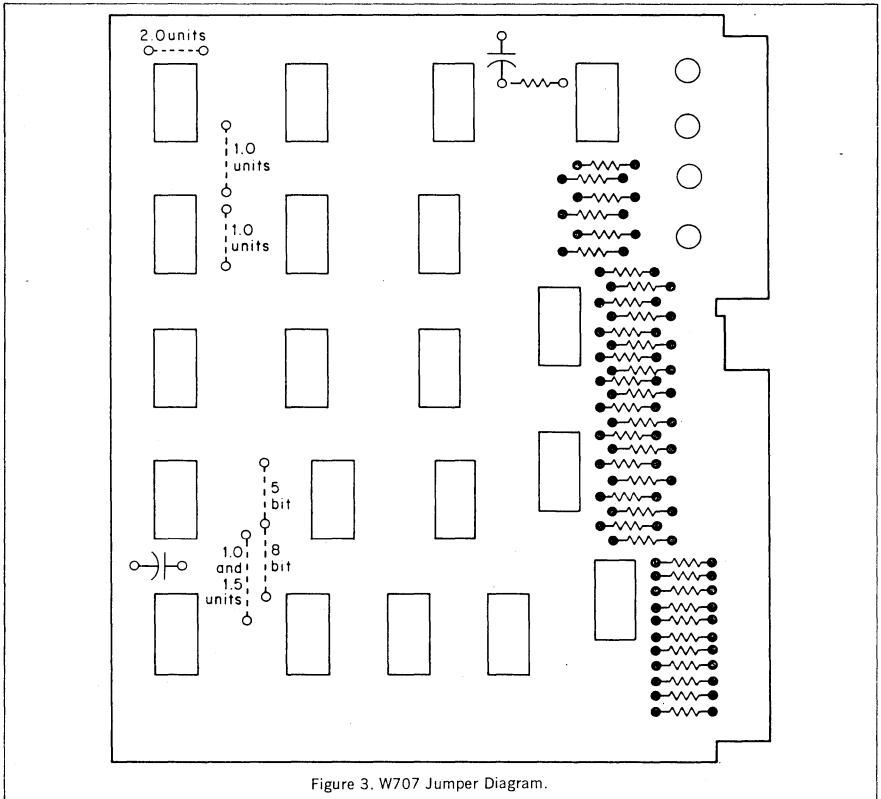 2.0units
1.0
units
1.0
units
5
bit
1.0
and
1.5
units
8
bit
Figure 3. W707 Jumper Diagram.